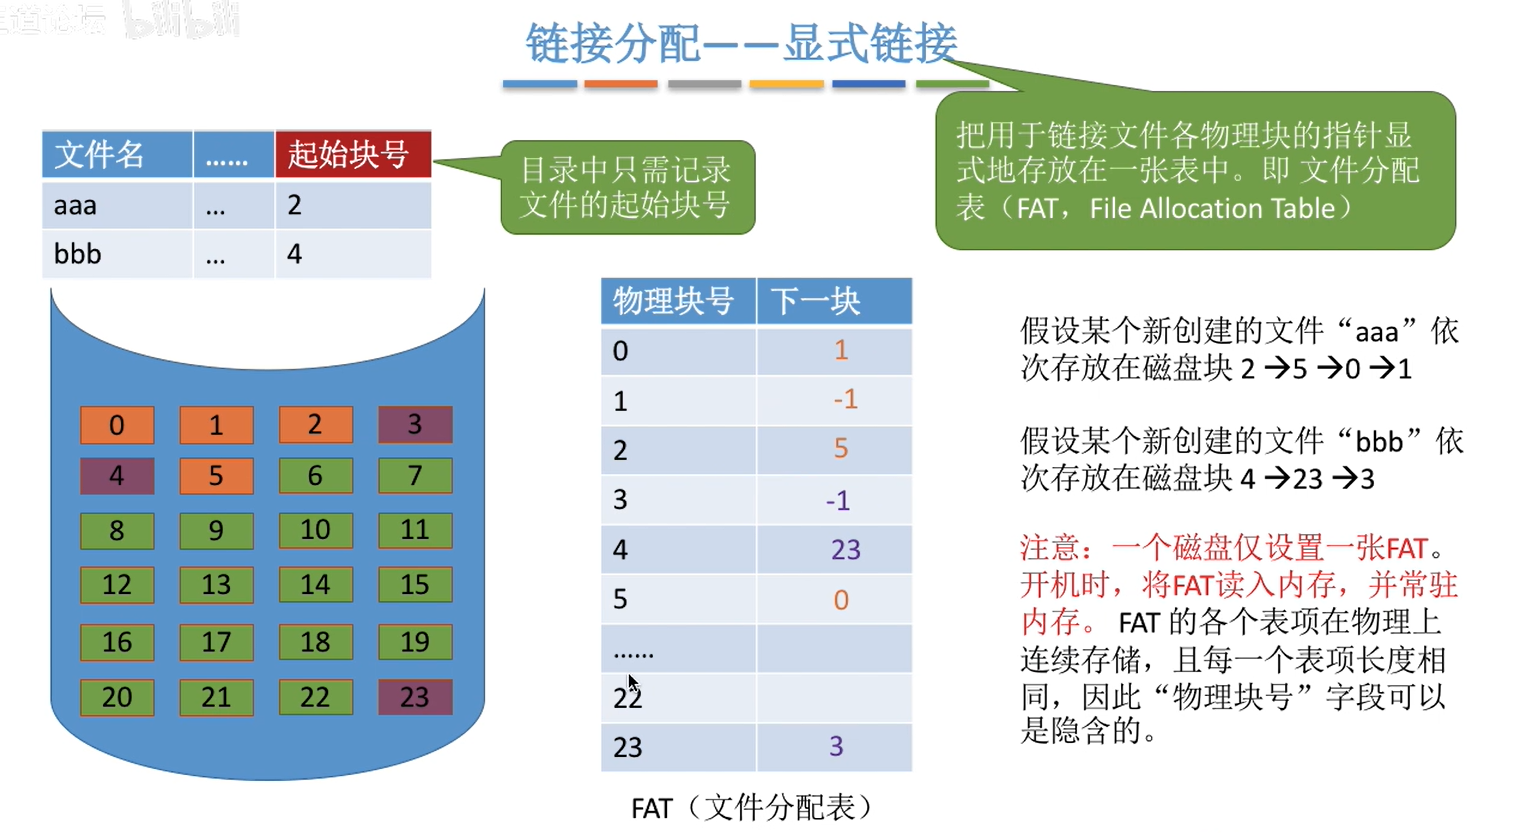 王道论坛 bilibili
链接分配——显式链接
把用于链接文件各物理块的指针显
式地存放在一张表中。即 文件分配
表（FAT，File Allocation Table）
文件名 …… 起始块号
aaa ... 2
bbb ... 4
目录中只需记录
文件的起始块号
0 1 2 3
4 5 6 7
8 9 10 11
12 13 14 15
16 17 18 19
20 21 22 23
物理块号 下一块
0 1
1 -1
2 5
3 -1
4 23
5 0
……
22
23 3
FAT（文件分配表）
假设某个新创建的文件“aaa”依
次存放在磁盘块 2 →5 →0 →1
假设某个新创建的文件“bbb”依
次存放在磁盘块 4 →23 →3
注意：一个磁盘仅设置一张FAT。
开机时，将FAT读入内存，并常驻
内存。 FAT 的各个表项在物理上
连续存储，且每一个表项长度相
同，因此“物理块号”字段可以
是隐含的。